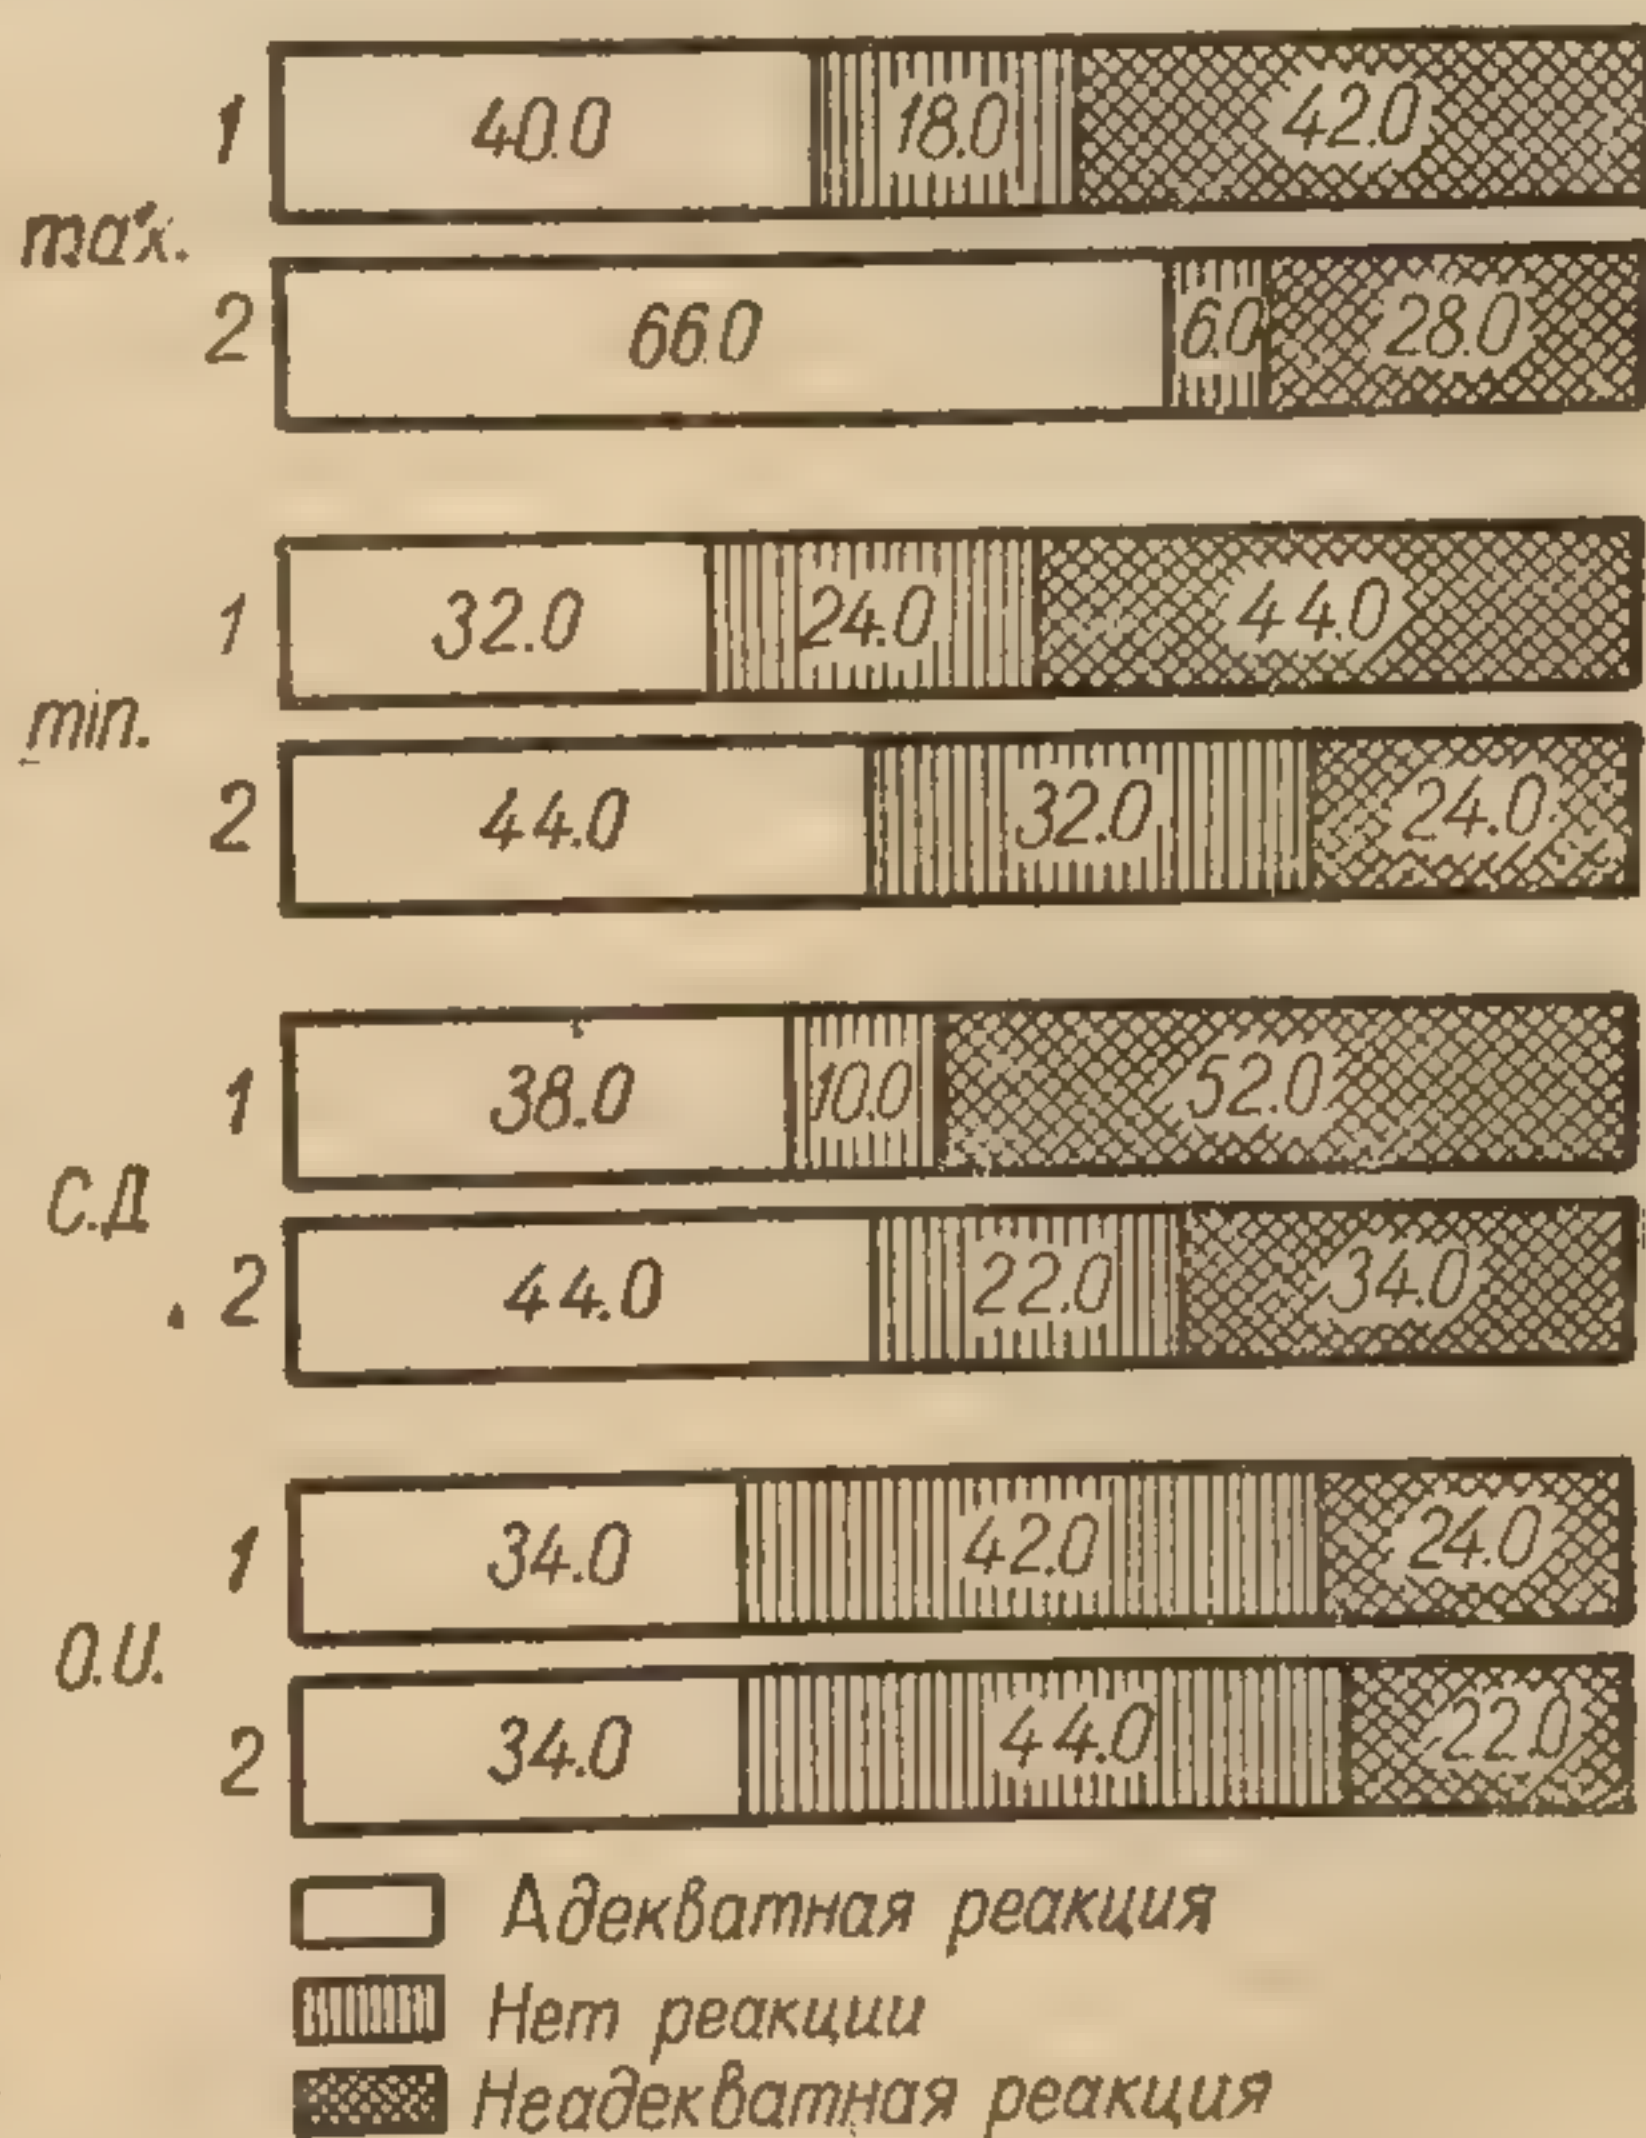 1 40.0 18.0 42.0
max.
2 66.0 6.0 28.0
1 32.0 24.0 44.0
min.
2 44.0 32.0 24.0
1 38.0 10.0 52.0
С.Д
2 44.0 22.0 34.0
1 34.0 42.0 24.0
О.И.
2 34.0 44.0 22.0
Адекватная реакция
Нет реакции
Неадекватная реакция